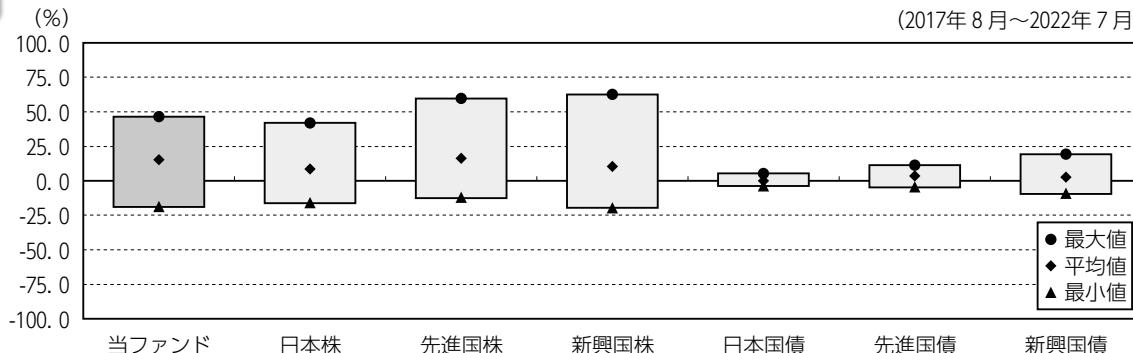 (%)
(2017年8月～2022年7月
100.0
75.0
50.0
25.0
0.0
-25.0
-50.0
-75.0
-100.0
● 最大値
◆ 平均値
▲ 最小値
当ファンド 日本株 先進国株 新興国株 日本国債 先進国債 新興国債